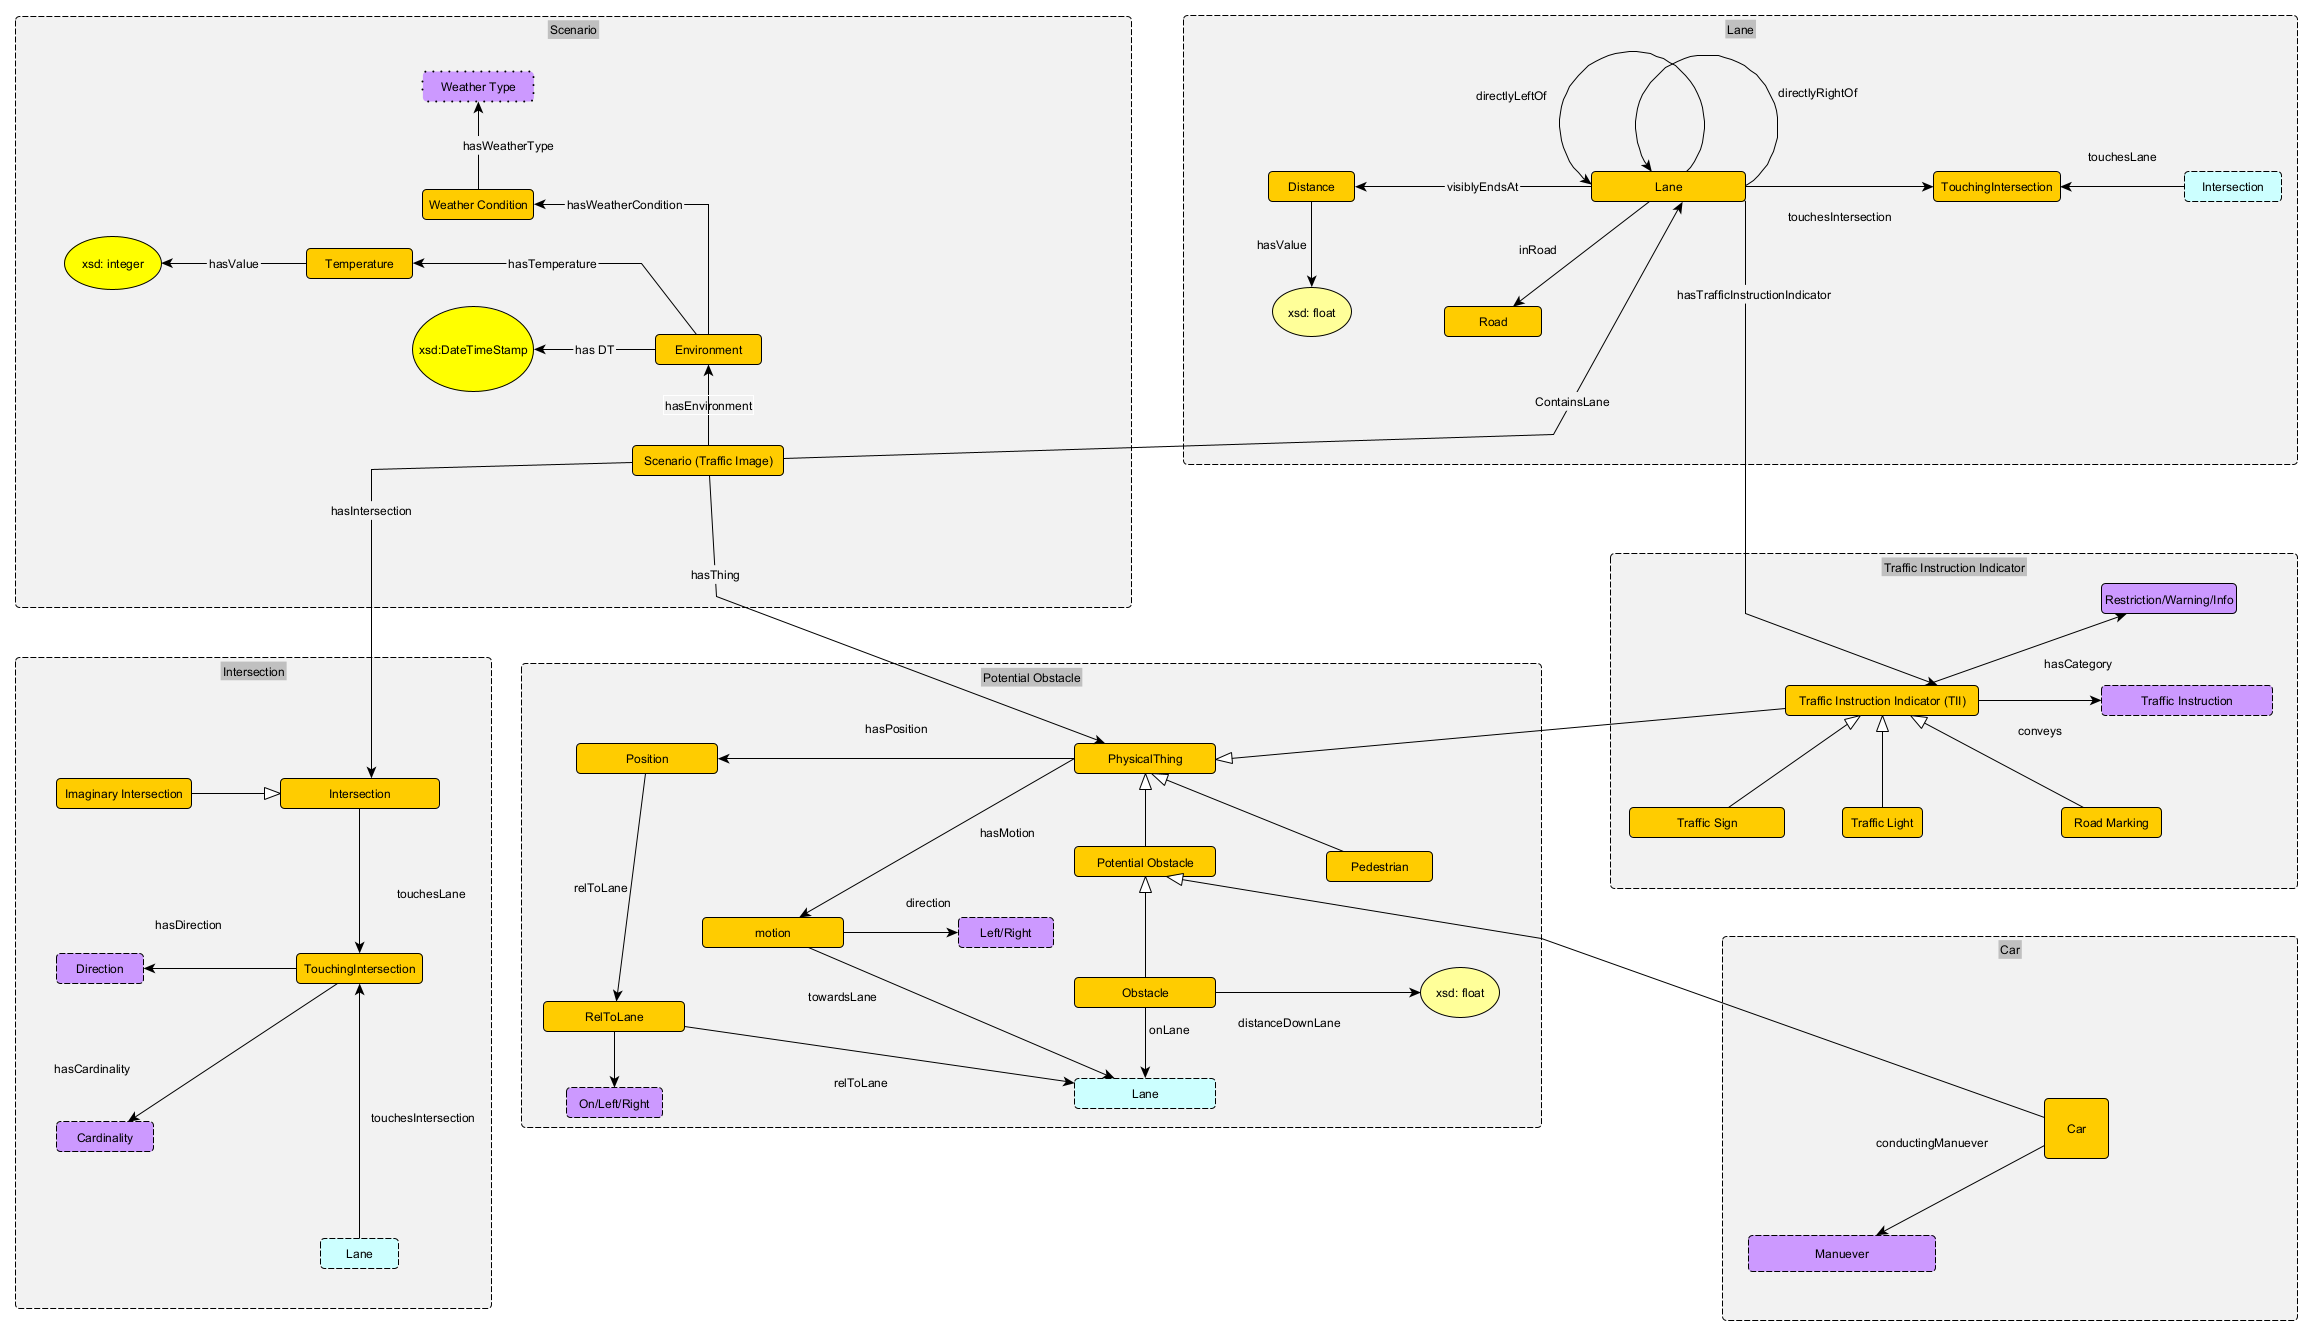 Scenario
Weather Type
hasWeatherType
Weather Condition
hasWeatherCondition
xsd: integer
hasValue
Temperature
hasTemperature
xsd:DateTimeStamp
has DT
Environment
hasEnvironment
Scenario (Traffic Image)
hasIntersection
hasThing
Lane
directlyLeftOf
directlyRightOf
touchesLane
Distance
visiblyEndsAt
Lane
TouchingIntersection
Intersection
touchesIntersection
hasValue
inRoad
hasTrafficInstructionIndicator
xsd: float
Road
ContainsLane
Traffic Instruction Indicator
Restriction/Warning/Info
hasCategory
Traffic Instruction Indicator (TII)
Traffic Instruction
conveys
Traffic Sign
Traffic Light
Road Marking
Intersection
Imaginary Intersection
Intersection
touchesLane
hasDirection
Direction
TouchingIntersection
hasCardinality
touchesIntersection
Cardinality
Lane
Potential Obstacle
hasPosition
Position
PhysicalThing
hasMotion
Potential Obstacle
Pedestrian
relToLane
direction
motion
Left/Right
towardsLane
Obstacle
xsd: float
distanceDownLane
onLane
RelToLane
relToLane
On/Left/Right
Lane
Car
Car
conductingManuever
Manuever